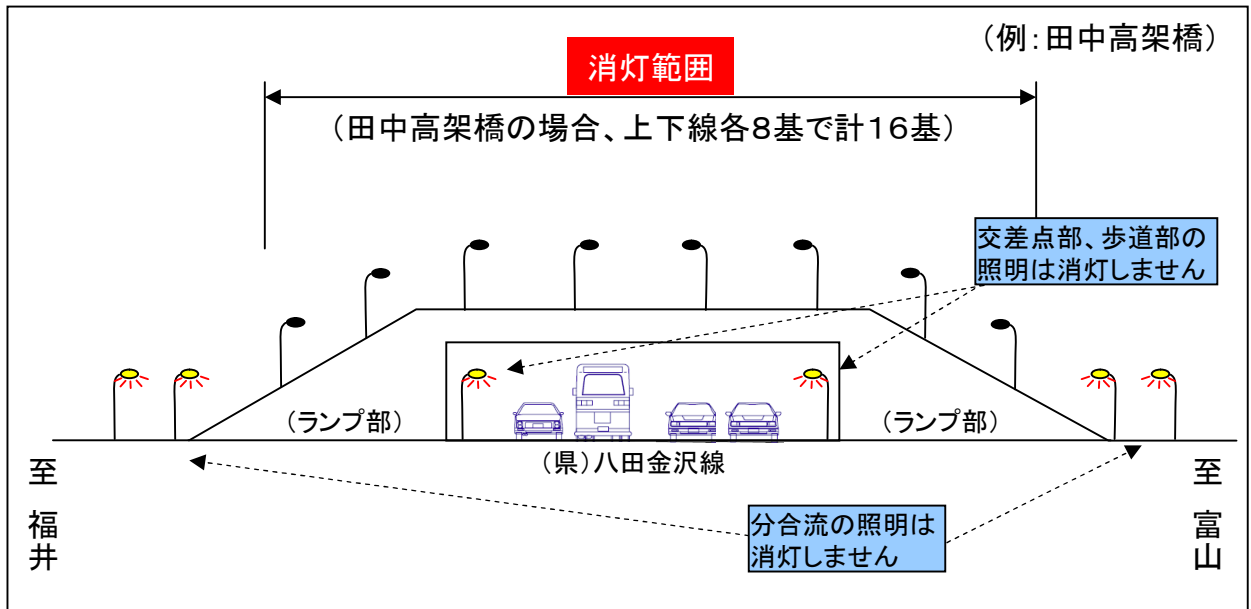 （例：田中高架橋）
消灯範囲
（田中高架橋の場合、上下線各８基で計１６基）
交差点部、歩道部の
照明は消灯しません
（ランプ部）
（ランプ部）
（県）八田金沢線
至 福井
至 富山
分合流の照明は
消灯しません